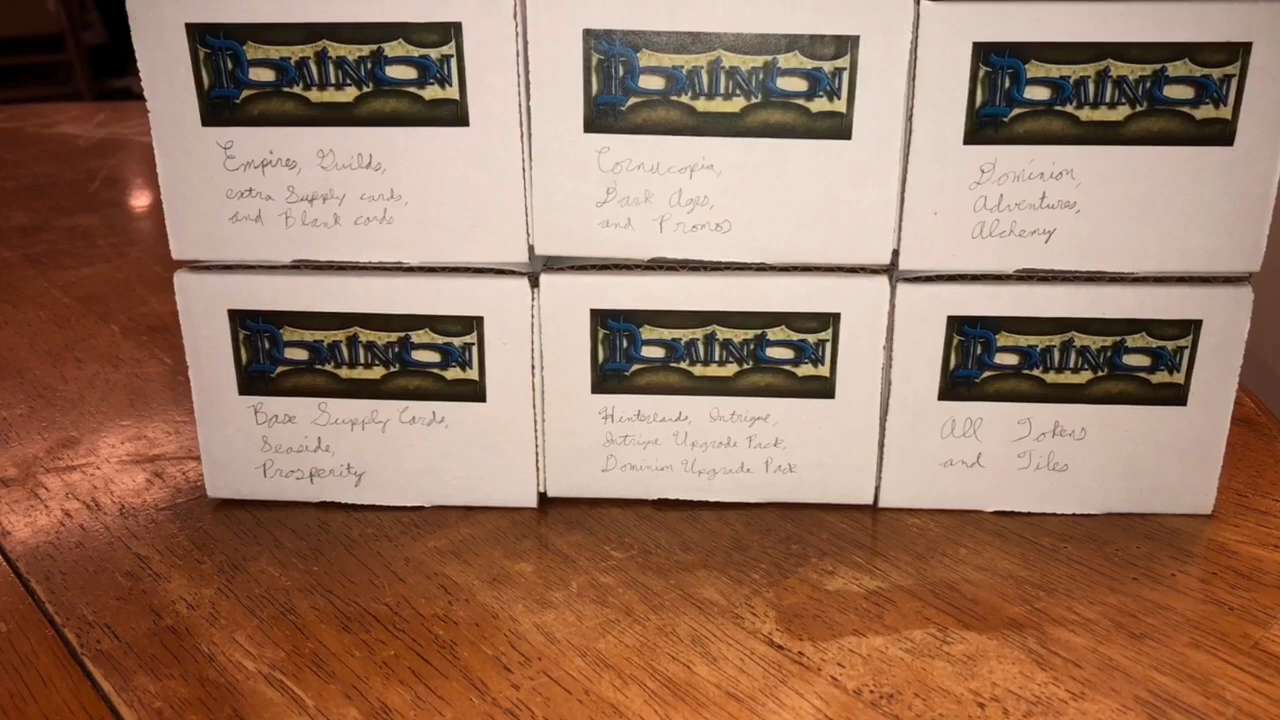 DOMINION
Empires, Guilds,
extra Supply cards,
and Blank cards
DOMINION
Cornucopia,
Dark Ages,
and Promos
DOMINION
Dominion,
Adventures,
Alchemy
DOMINION
Base Supply Cards,
Seaside,
Prosperity
DOMINION
Hinterlands, Intrigue,
Intrigue Upgrade Pack,
Dominion Upgrade Pack
DOMINION
All Tokens
and Tiles